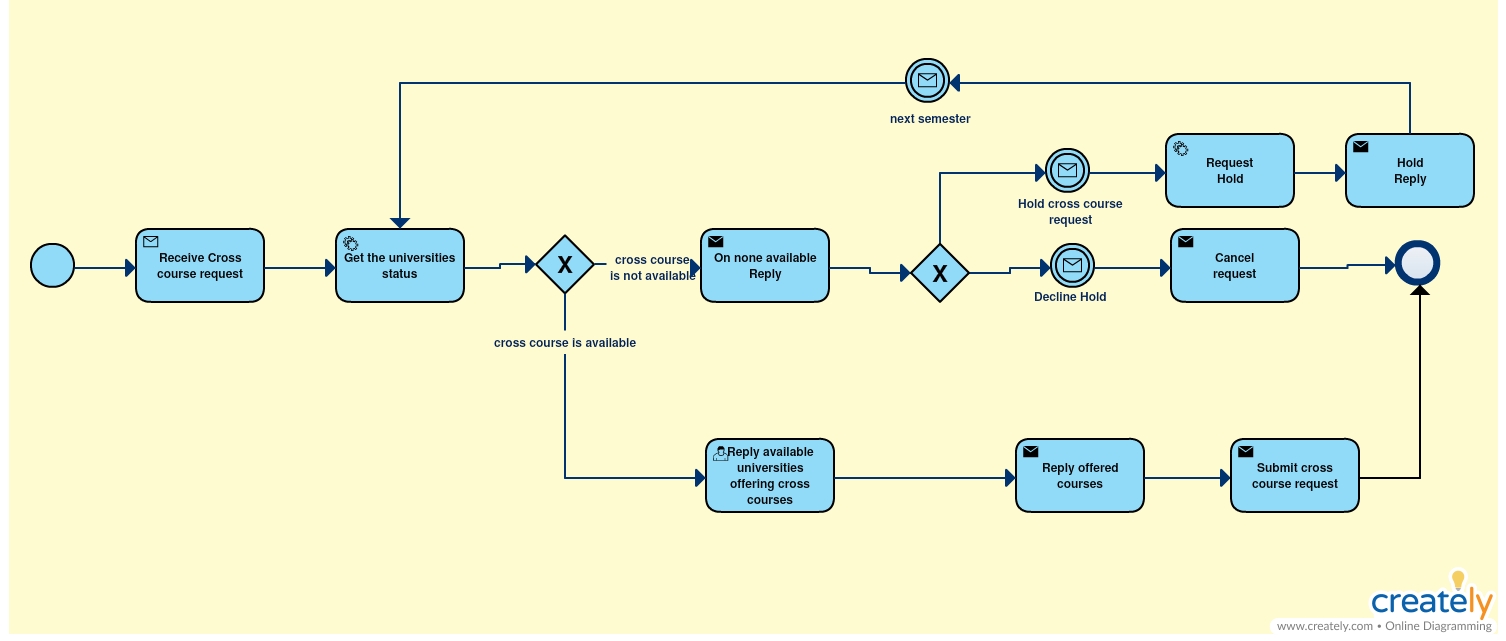 next semester
Request
Hold
Hold
Reply
Hold cross course
request
Receive Cross
course request
Get the universities
status
X
cross course
is not available
On none available
Reply
X
Decline Hold
Cancel
request
cross course is available
Reply available
universities
offering cross
courses
Reply offered
courses
Submit cross
course request
creately
www.creately.com • Online Diagramming